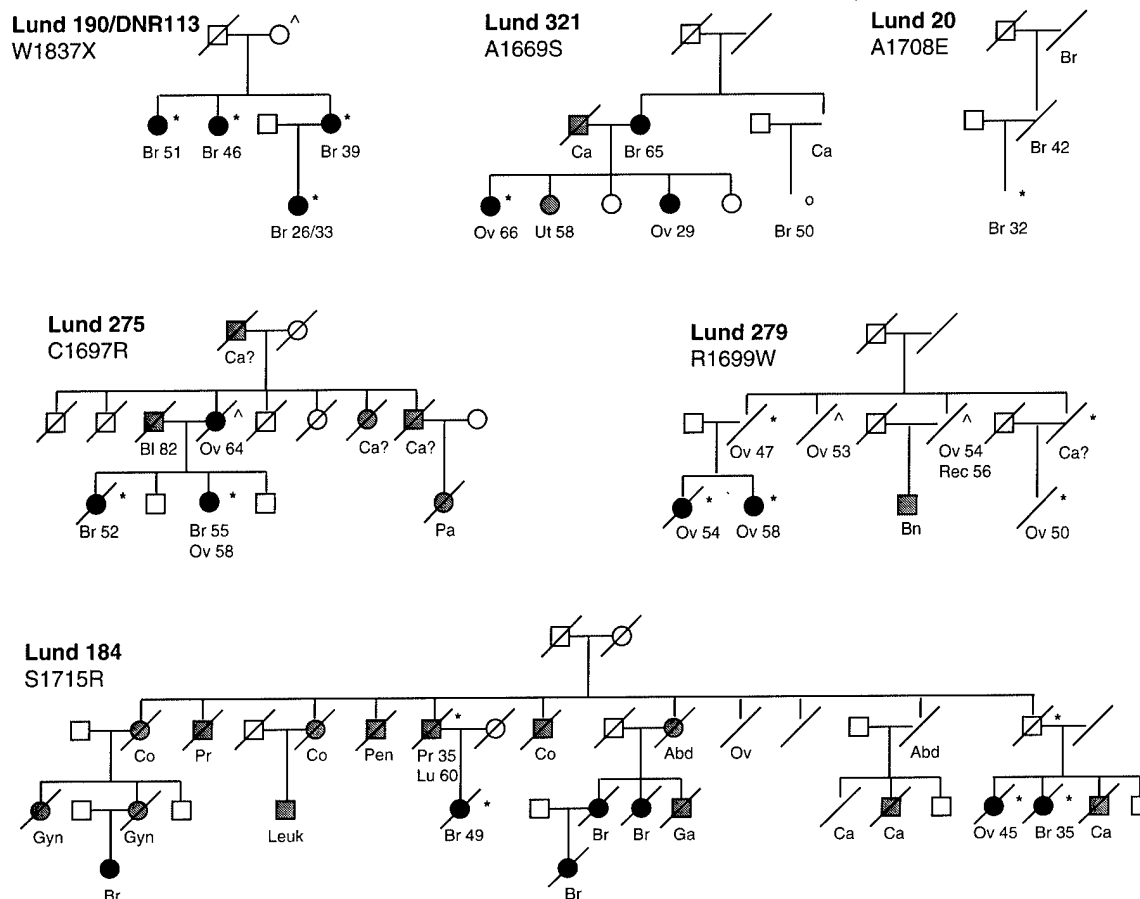 Lund 190/DNR113
W1837X
^
* * *
Br 51 Br 46 Br 39
*
Br 26/33
Lund 321
A1669S
Ca Br 65 Ca
* o
Ov 66 Ut 58 Ov 29 Br 50
Lund 20
A1708E
Br
Br 42
*
Br 32
Lund 275
C1697R
Ca?
^
Bl 82 Ov 64 Ca? Ca?
* *
Br 52 Br 55 Pa
Ov 58
Lund 279
R1699W
* ^ ^ *
Ov 47 Ov 53 Ov 54 Ca?
Rec 56
* * *
Ov 54 Ov 58 Bn Ov 50
Lund 184
S1715R
* *
Co Pr Co Pen Pr 35 Co Abd Ov Abd
Lu 60
* * *
Gyn Gyn Leuk Br 49 Br Br Ga Ca Ca Ov 45 Br 35 Ca
Br Br